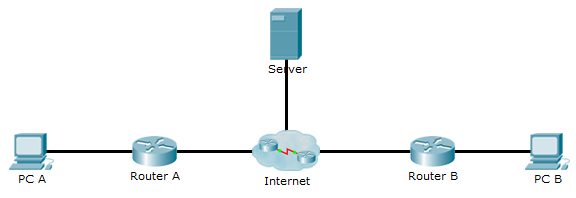 Server
PC A
Router A
Internet
Router B
PC B